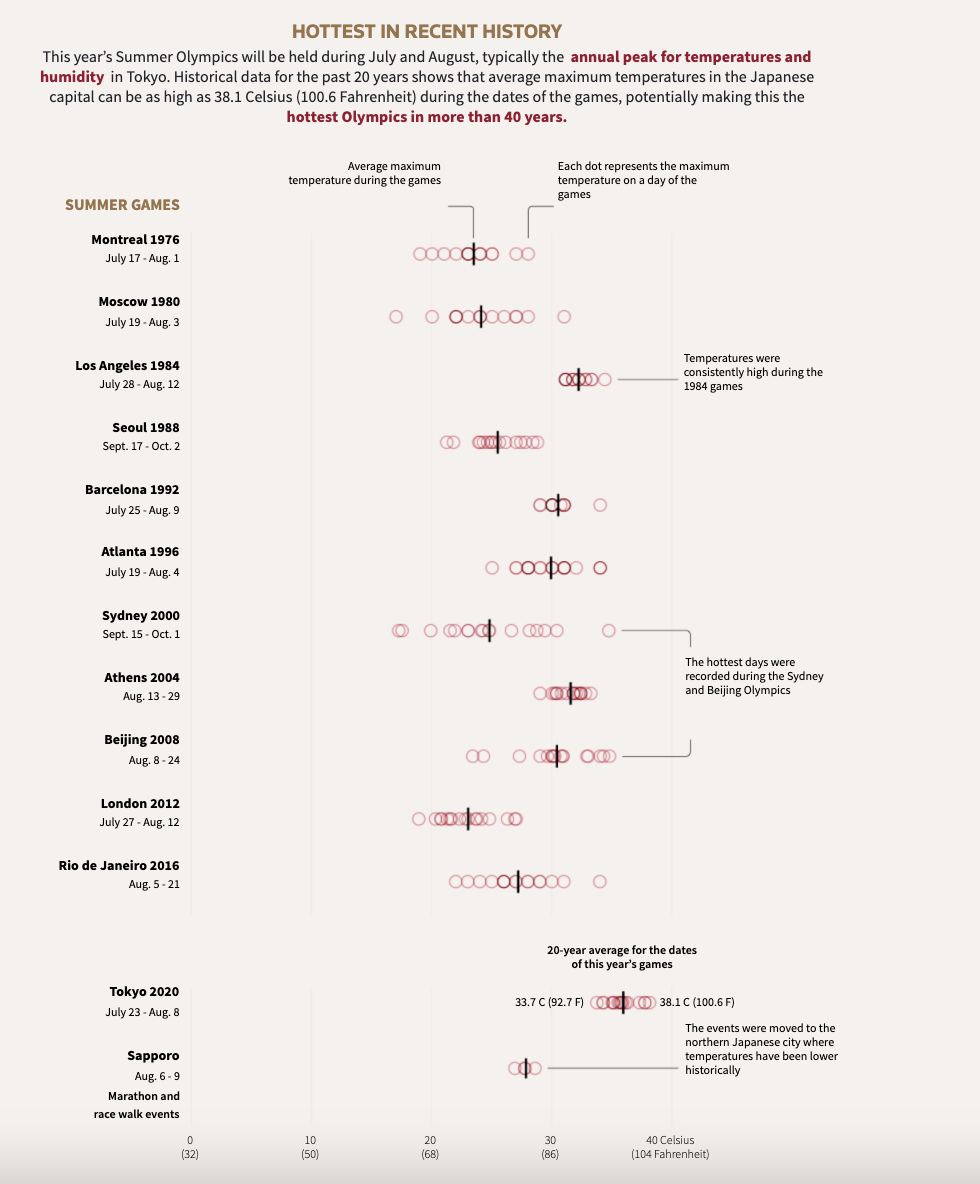 HOTTEST IN RECENT HISTORY
This year’s Summer Olympics will be held during July and August, typically the annual peak for temperatures and
humidity in Tokyo. Historical data for the past 20 years shows that average maximum temperatures in the Japanese
capital can be as high as 38.1 Celsius (100.6 Fahrenheit) during the dates of the games, potentially making this the
hottest Olympics in more than 40 years.
Average maximum
temperature during the games
Each dot represents the maximum
temperature on a day of the
games
SUMMER GAMES
Montreal 1976
July 17 - Aug. 1
Moscow 1980
July 19 - Aug. 3
Los Angeles 1984
July 28 - Aug. 12
Temperatures were
consistently high during the
1984 games
Seoul 1988
Sept. 17 - Oct. 2
Barcelona 1992
July 25 - Aug. 9
Atlanta 1996
July 19 - Aug. 4
Sydney 2000
Sept. 15 - Oct. 1
The hottest days were
recorded during the Sydney
and Beijing Olympics
Athens 2004
Aug. 13 - 29
Beijing 2008
Aug. 8 - 24
London 2012
July 27 - Aug. 12
Rio de Janeiro 2016
Aug. 5 - 21
20-year average for the dates
of this year’s games
Tokyo 2020
July 23 - Aug. 8
33.7 C (92.7 F)
38.1 C (100.6 F)
The events were moved to the
northern Japanese city where
temperatures have been lower
historically
Sapporo
Aug. 6 - 9
Marathon and
race walk events
0 10 20 30 40 Celsius
(32) (50) (68) (86) (104 Fahrenheit)